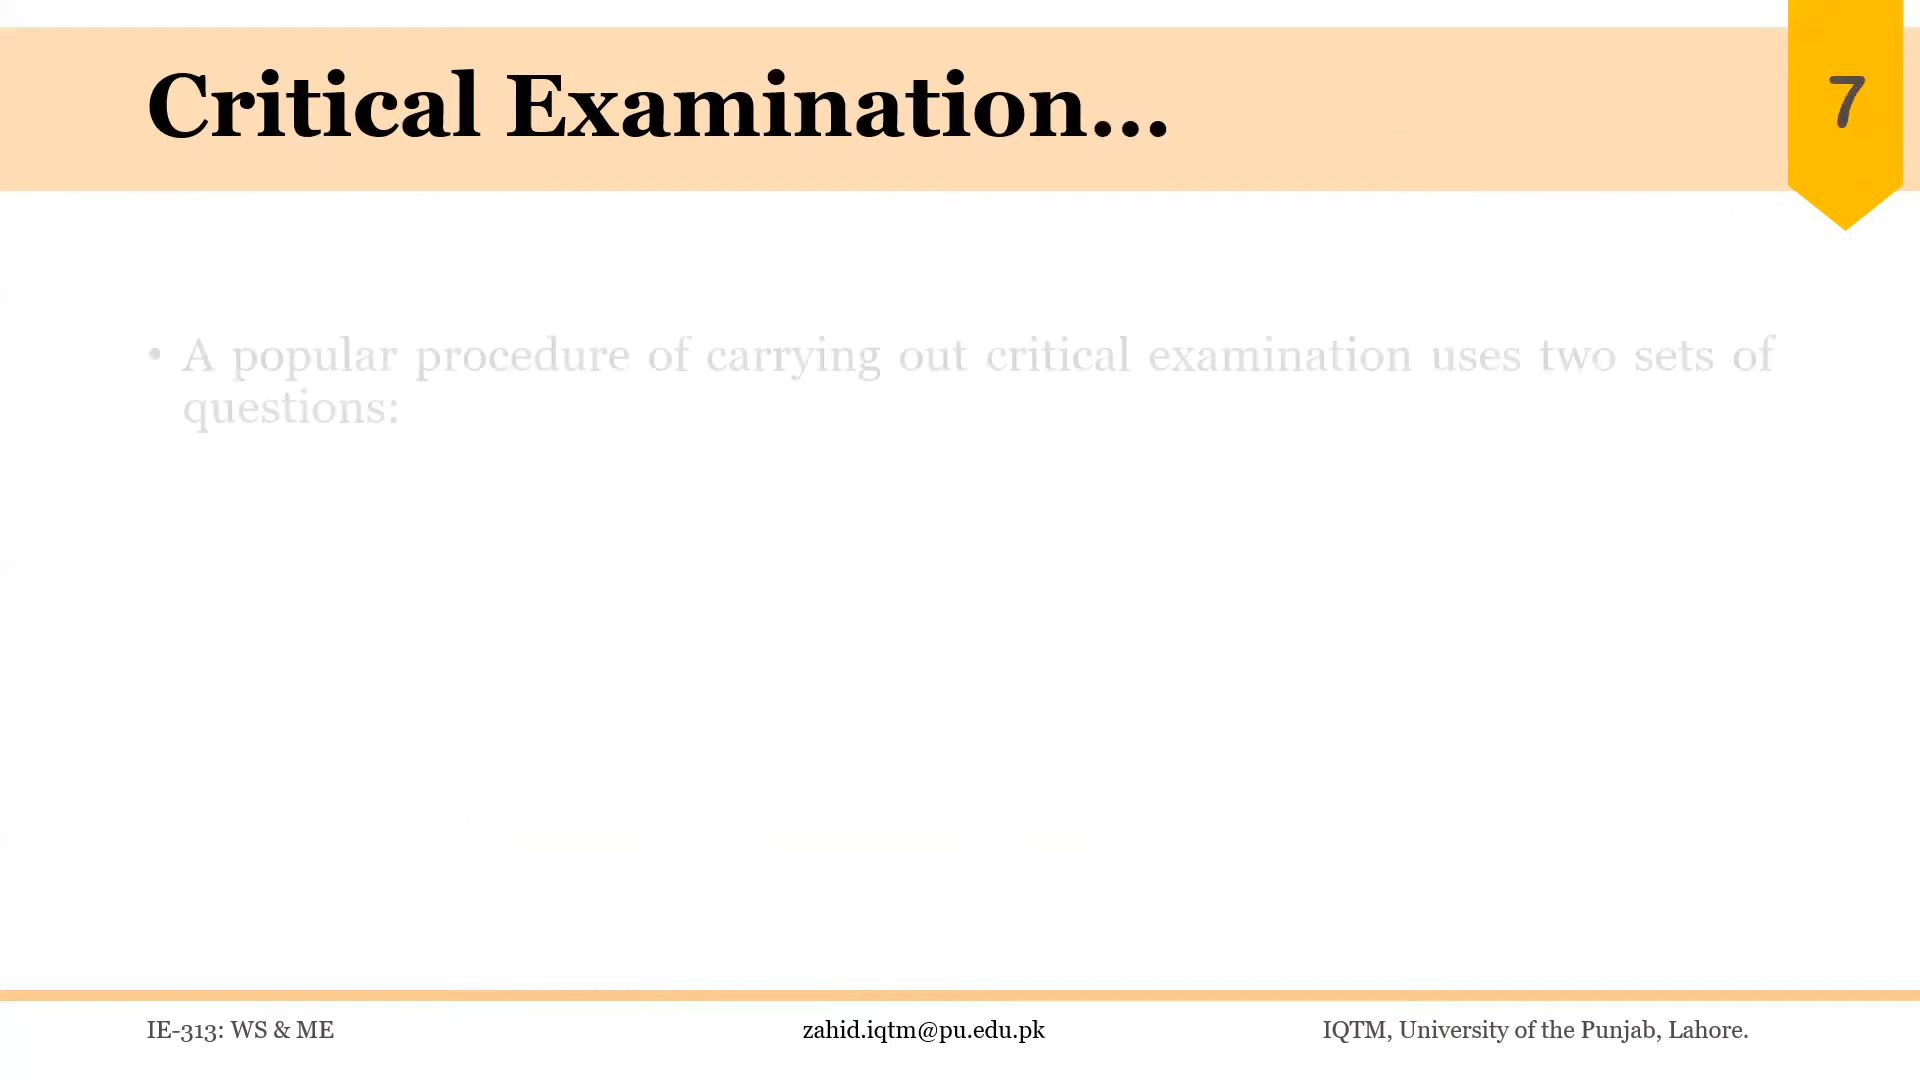 Critical Examination...
7
• A popular procedure of carrying out critical examination uses two sets of
questions:
IE-313: WS & ME
zahid.iqtm@pu.edu.pk
IQTM, University of the Punjab, Lahore.